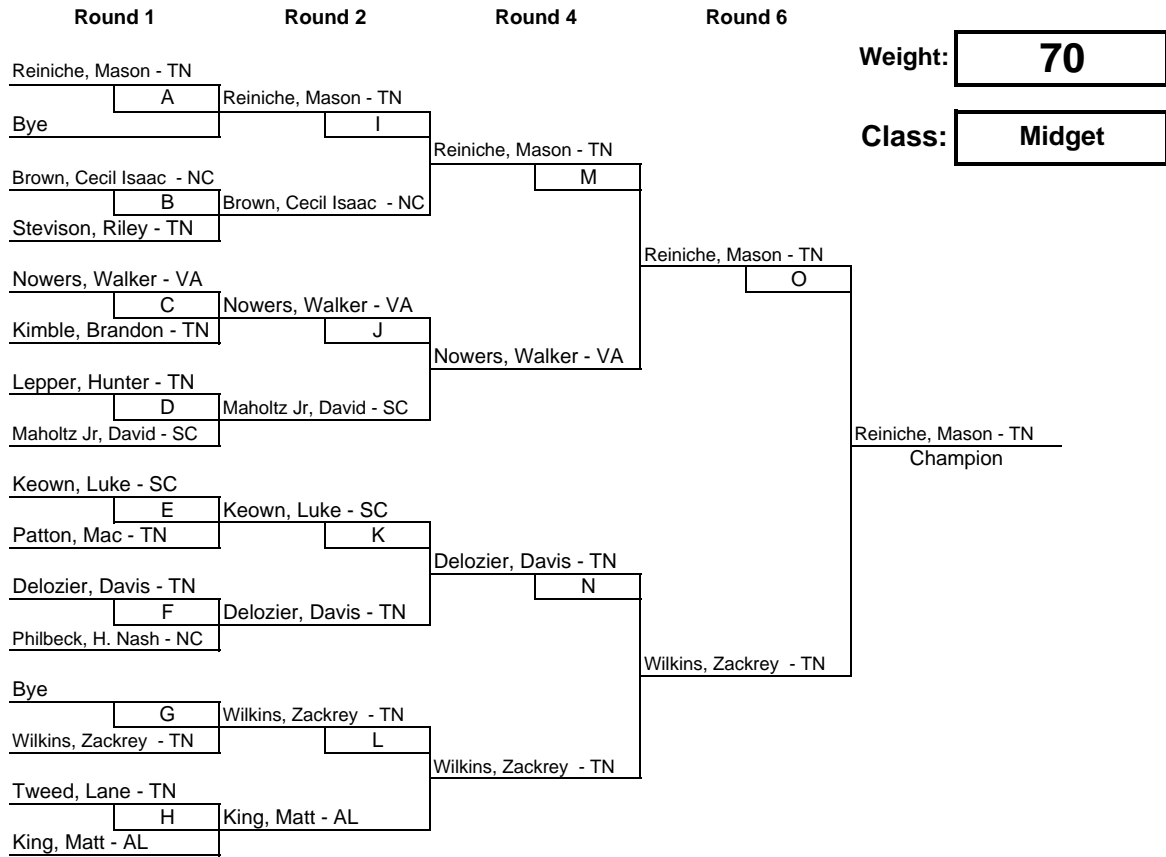 Round 1 Round 2 Round 4 Round 6
Weight: 70
Class: Midget
Reiniche, Mason - TN
A
Bye
Brown, Cecil Isaac - NC
B
Stevison, Riley - TN
Nowers, Walker - VA
C
Kimble, Brandon - TN
Lepper, Hunter - TN
D
Maholtz Jr, David - SC
Keown, Luke - SC
E
Patton, Mac - TN
Delozier, Davis - TN
F
Philbeck, H. Nash - NC
Bye
G
Wilkins, Zackrey - TN
Tweed, Lane - TN
H
King, Matt - AL
Reiniche, Mason - TN
I
Brown, Cecil Isaac - NC
Nowers, Walker - VA
J
Maholtz Jr, David - SC
Keown, Luke - SC
K
Delozier, Davis - TN
Wilkins, Zackrey - TN
L
King, Matt - AL
Reiniche, Mason - TN
M
Nowers, Walker - VA
Delozier, Davis - TN
N
Wilkins, Zackrey - TN
Reiniche, Mason - TN
O
Wilkins, Zackrey - TN
Reiniche, Mason - TN
Champion